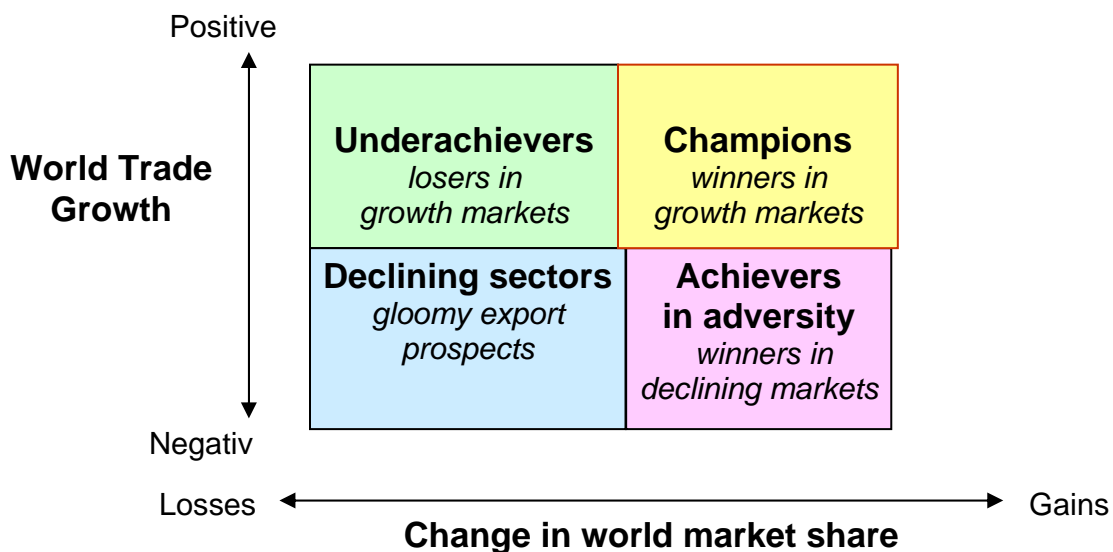 Positive
World Trade
Growth
Underachievers
losers in
growth markets
Champions
winners in
growth markets
Declining sectors
gloomy export
prospects
Achievers
in adversity
winners in
declining markets
Negativ
Losses
Gains
Change in world market share